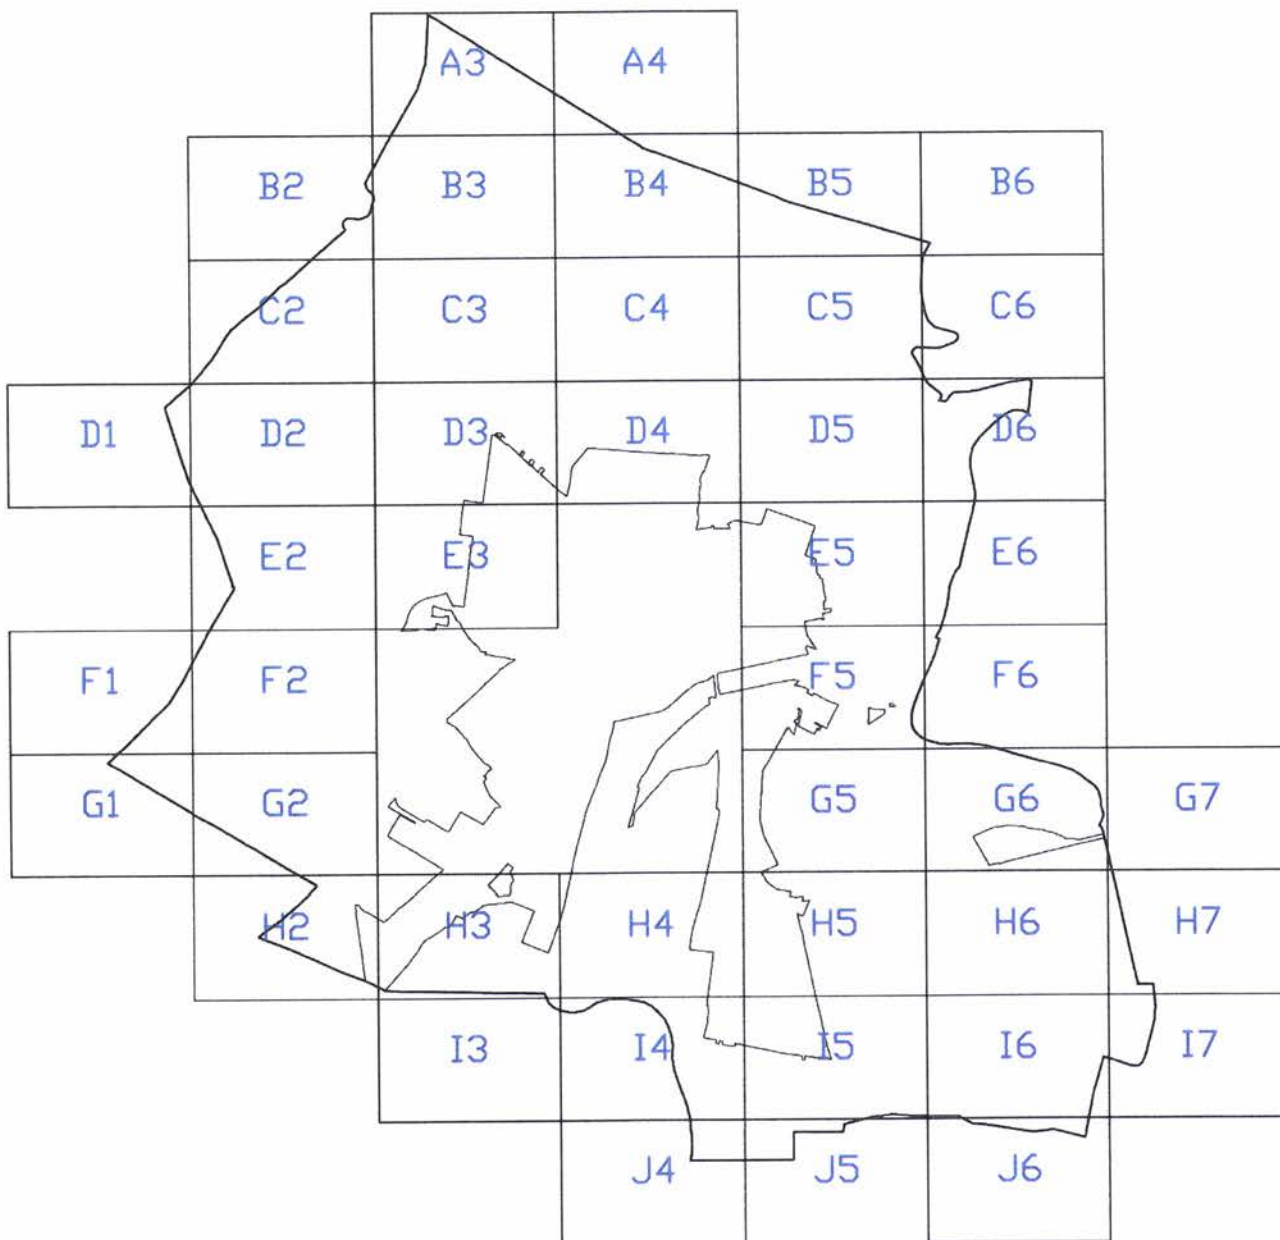 A3 A4
B2 B3 B4 B5 B6
C2 C3 C4 C5 C6
D1 D2 D3 D4 D5 D6
E2 E3 E5 E6
F1 F2 F5 F6
G1 G2 G5 G6 G7
H2 H3 H4 H5 H6 H7
I3 I4 I5 I6 I7
J4 J5 J6